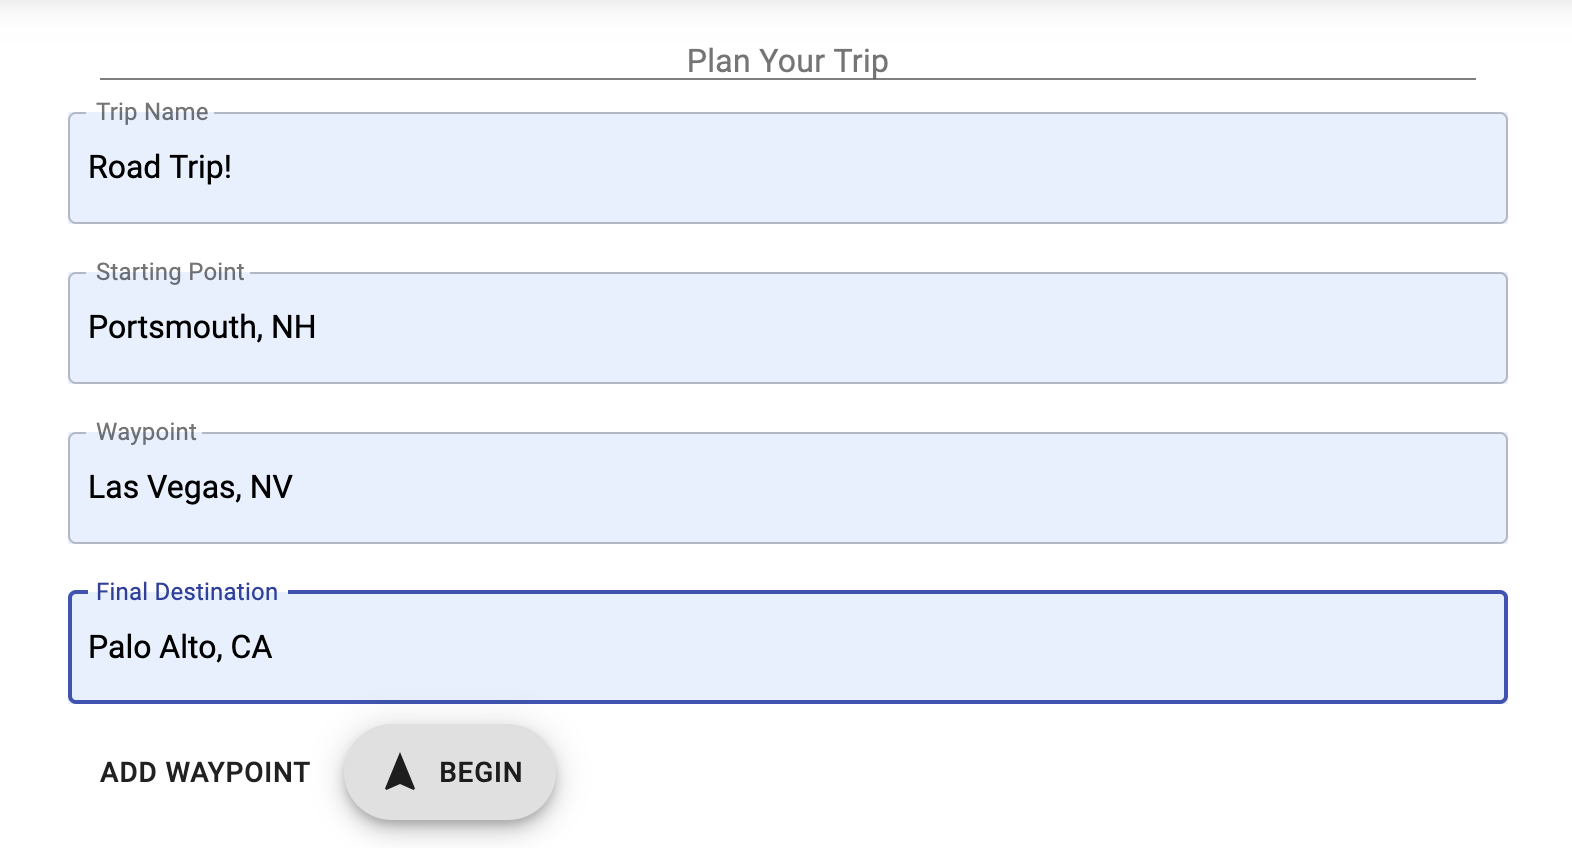 Plan Your Trip
Trip Name
Road Trip!
Starting Point
Portsmouth, NH
Waypoint
Las Vegas, NV
Final Destination
Palo Alto, CA
ADD WAYPOINT BEGIN